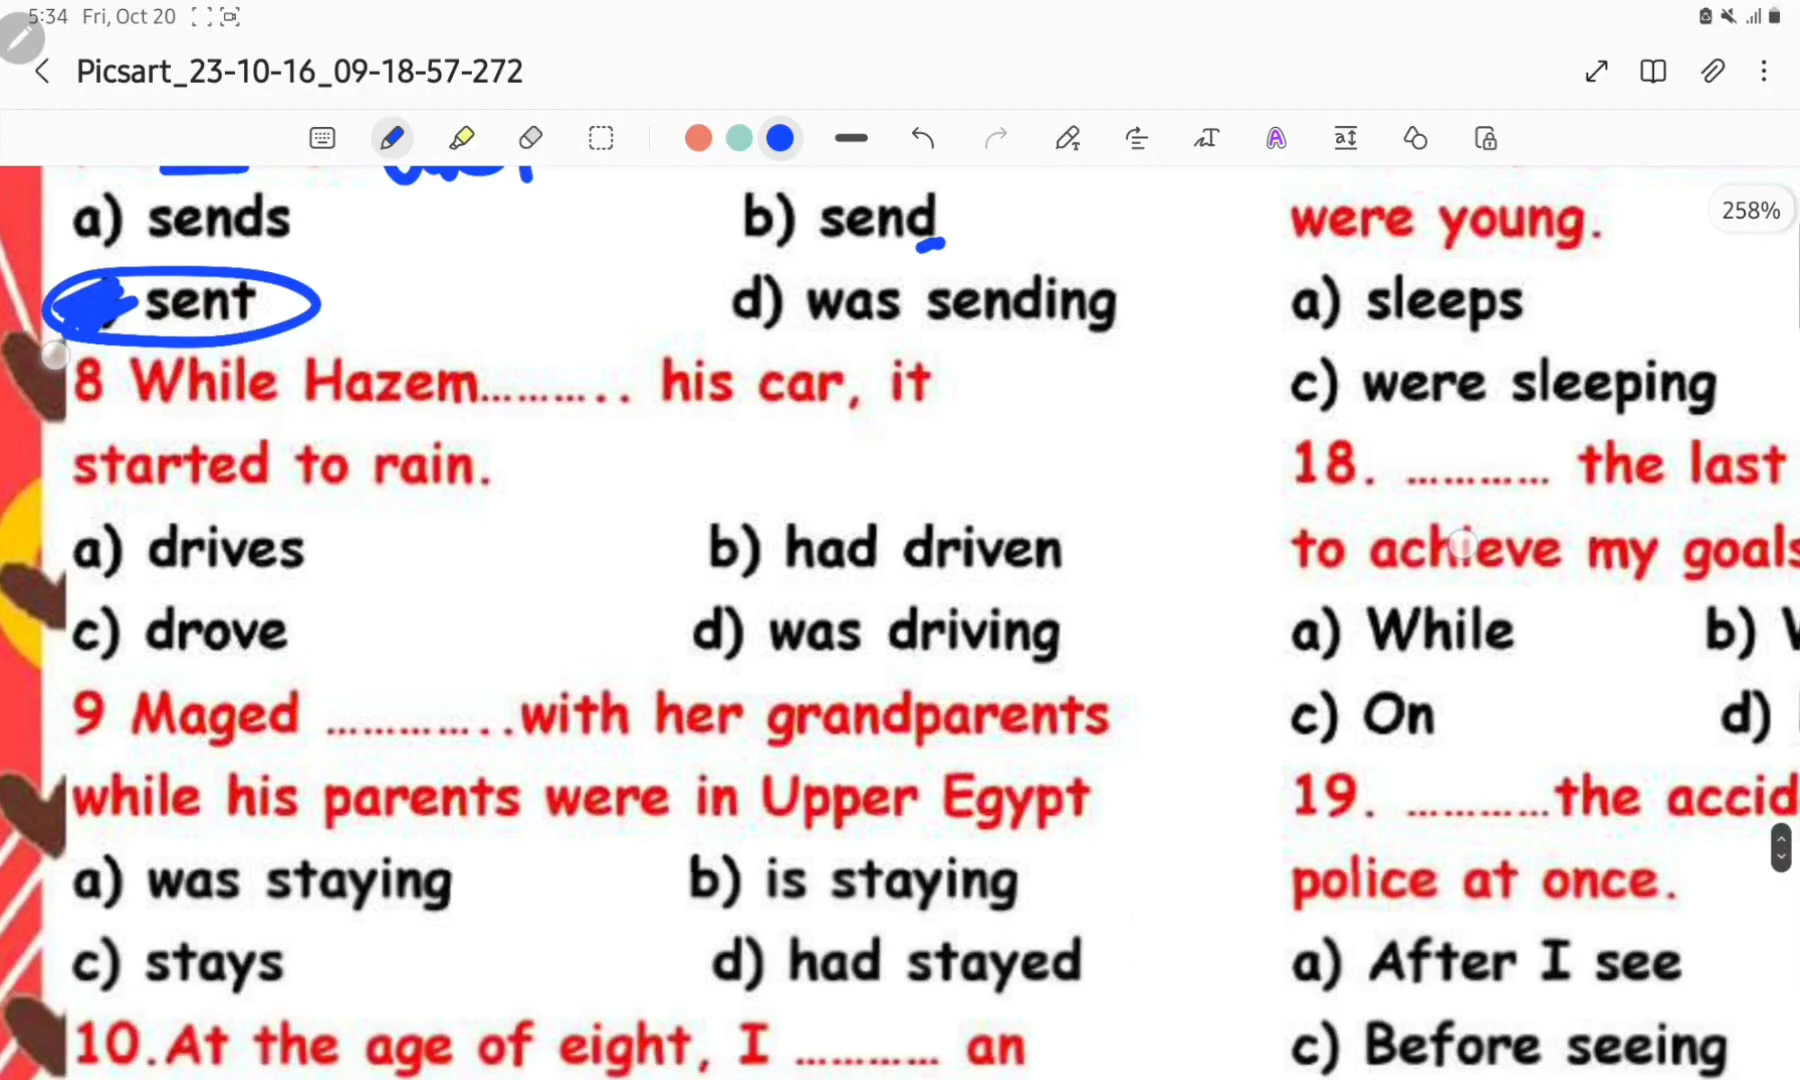 5:34 Fri, Oct 20
Picsart_23-10-16_09-18-57-272
258%
a) sends b) send
sent d) was sending
8 While Hazem........... his car, it
started to rain.
a) drives b) had driven
c) drove d) was driving
9 Maged .............with her grandparents
while his parents were in Upper Egypt
a) was staying b) is staying
c) stays d) had stayed
10.At the age of eight, I ............ an
were young.
a) sleeps
c) were sleeping
18. ............ the last
to achieve my goals
a) While b)
c) On d)
19. ............the accid
police at once.
a) After I see
c) Before seeing